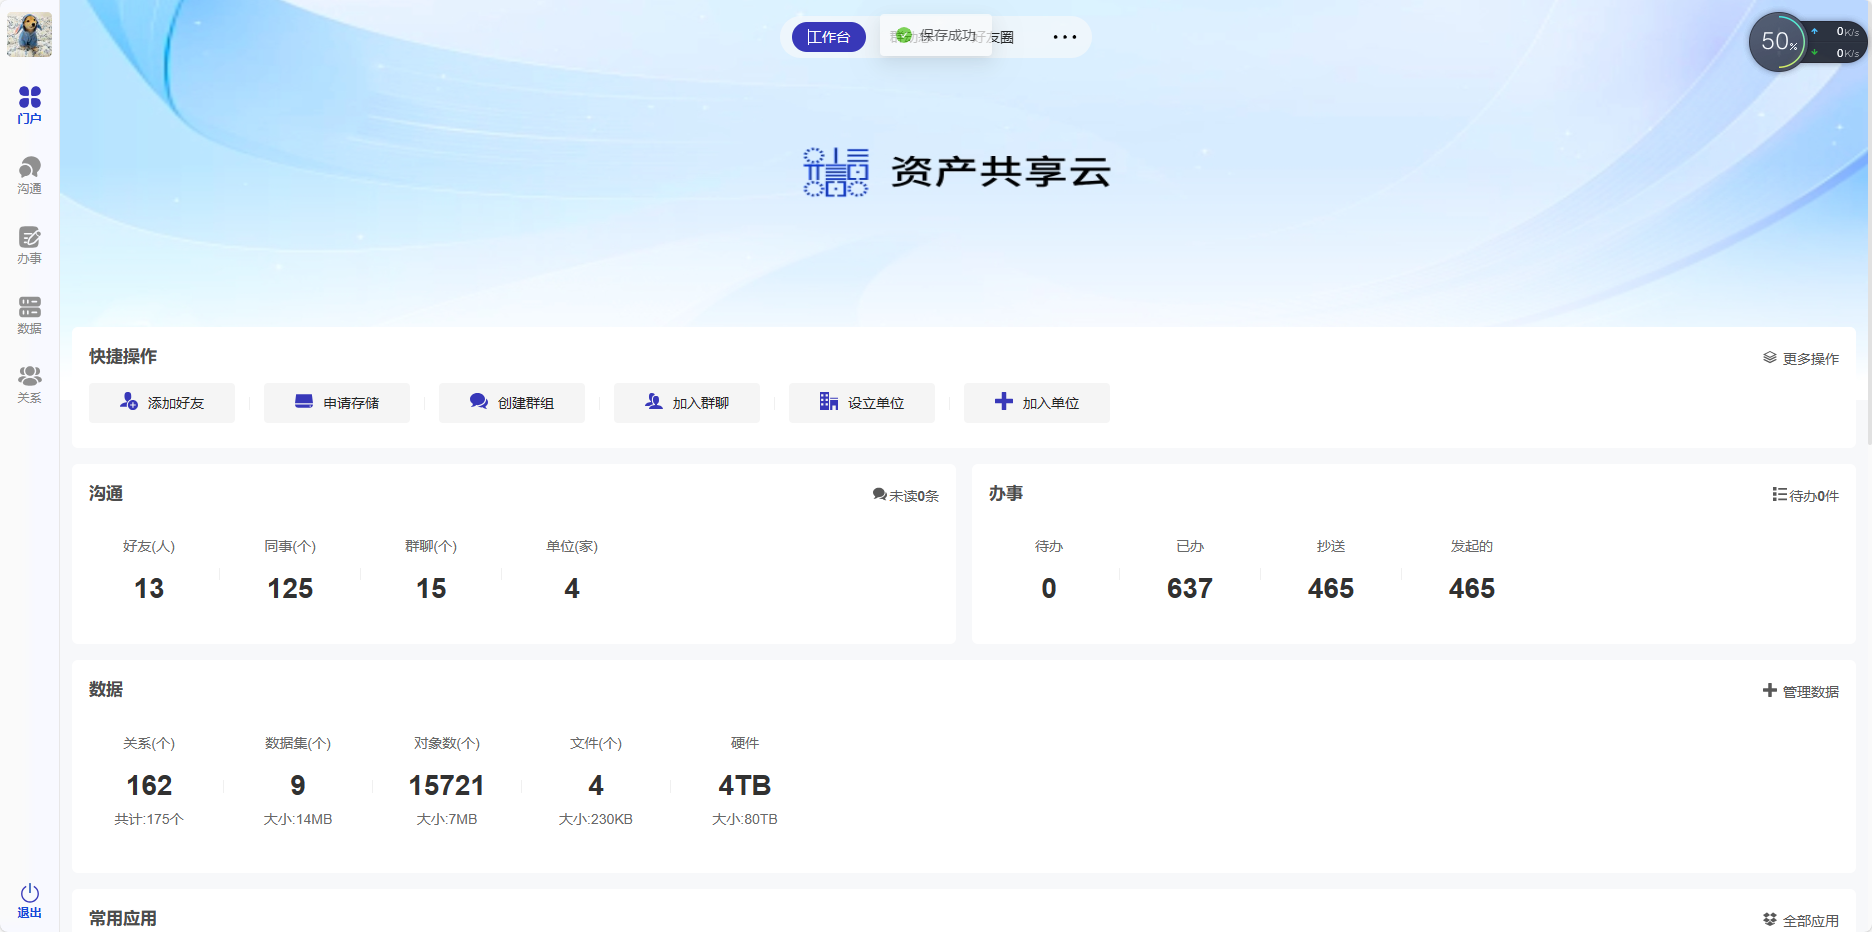 工作台
保存成功
好友圈
•••
50%
0K/s
0K/s
门户
沟通
办事
数据
关系
退出
资产共享云
快捷操作
更多操作
添加好友
申请存储
创建群组
加入群聊
设立单位
加入单位
沟通
未读0条
好友(人)
同事(个)
群聊(个)
单位(家)
13
125
15
4
办事
待办0件
待办
已办
抄送
发起的
0
637
465
465
数据
管理数据
关系(个)
数据集(个)
对象数(个)
文件(个)
硬件
162
9
15721
4
4TB
共计:175个
大小:14MB
大小:7MB
大小:230KB
大小:80TB
常用应用
全部应用